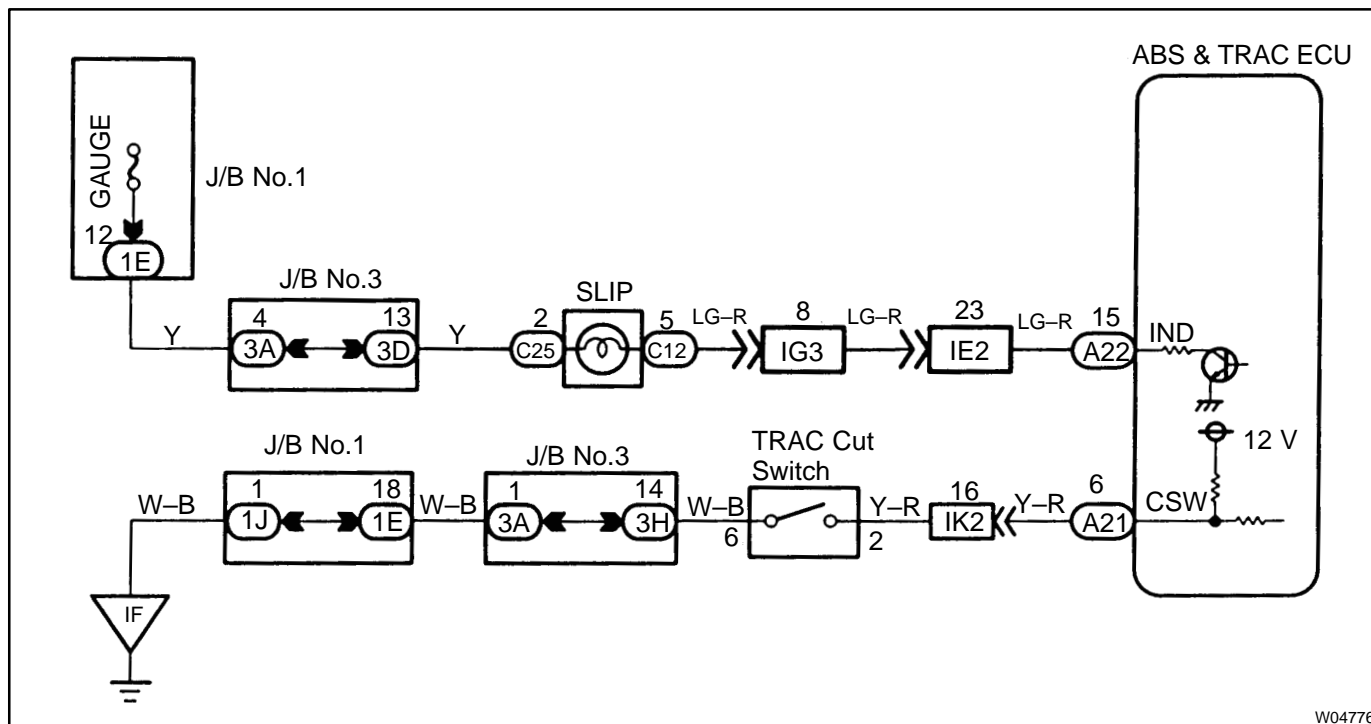 ABS & TRAC ECU
GAUGE
J/B No.1
12
1E
J/B No.3
SLIP
4
13
2
5
LG–R
8
LG–R
23
LG–R
15
IND
Y
3A
3D
Y
C25
C12
IG3
IE2
A22
12 V
J/B No.1
J/B No.3
TRAC Cut
Switch
W–B
1
18
W–B
1
14
W–B
Y–R
16
Y–R
6
CSW
1J
1E
3A
3H
6
2
IK2
A21
IF
W04776